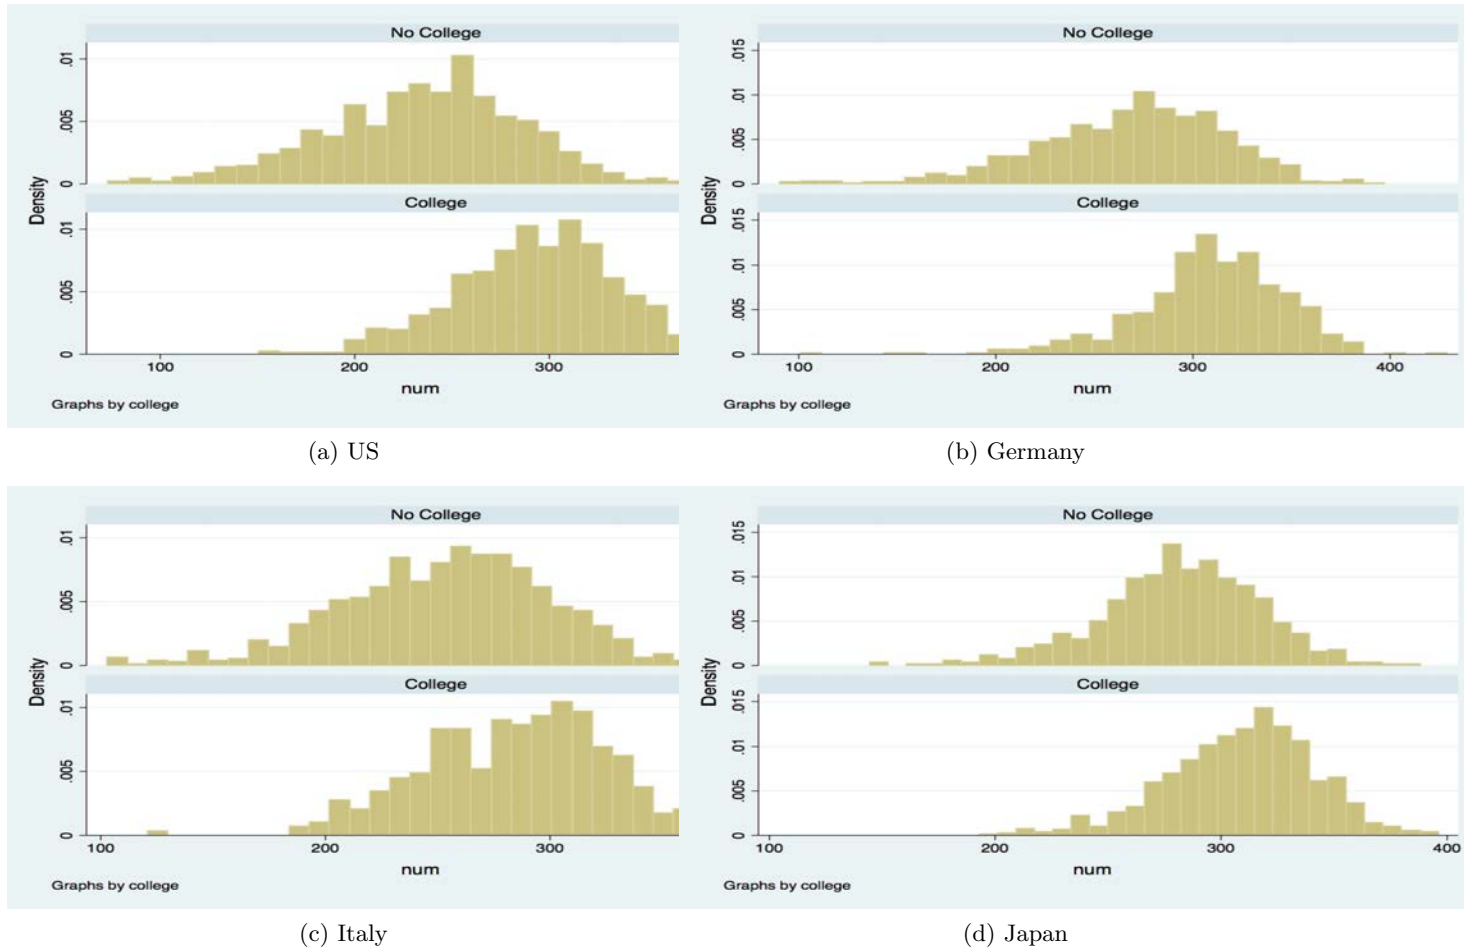 No College
.01
.005
0
College
.01
.005
0
Density
100 200 300
num
Graphs by college
(a) US
No College
.015
.01
.005
0
College
.015
.01
.005
0
Density
100 200 300 400
num
Graphs by college
(b) Germany
No College
.01
.005
0
College
.01
.005
0
Density
100 200 300
num
Graphs by college
(c) Italy
No College
.015
.01
.005
0
College
.015
.01
.005
0
Density
100 200 300 400
num
Graphs by college
(d) Japan